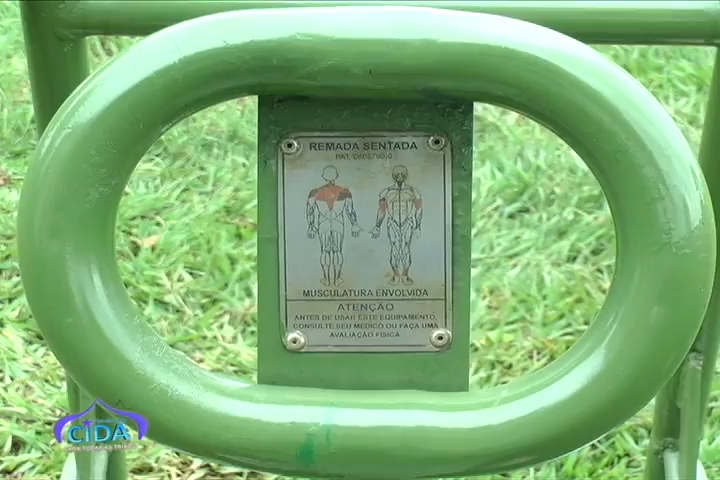 REMADA SENTADA
MUSCULATURA ENVOLVIDA
ATENÇÃO
ANTES DE USAR ESTE EQUIPAMENTO,
CONSULTE SEU MÉDICO OU FAÇA UMA
AVALIAÇÃO FÍSICA
CIDA